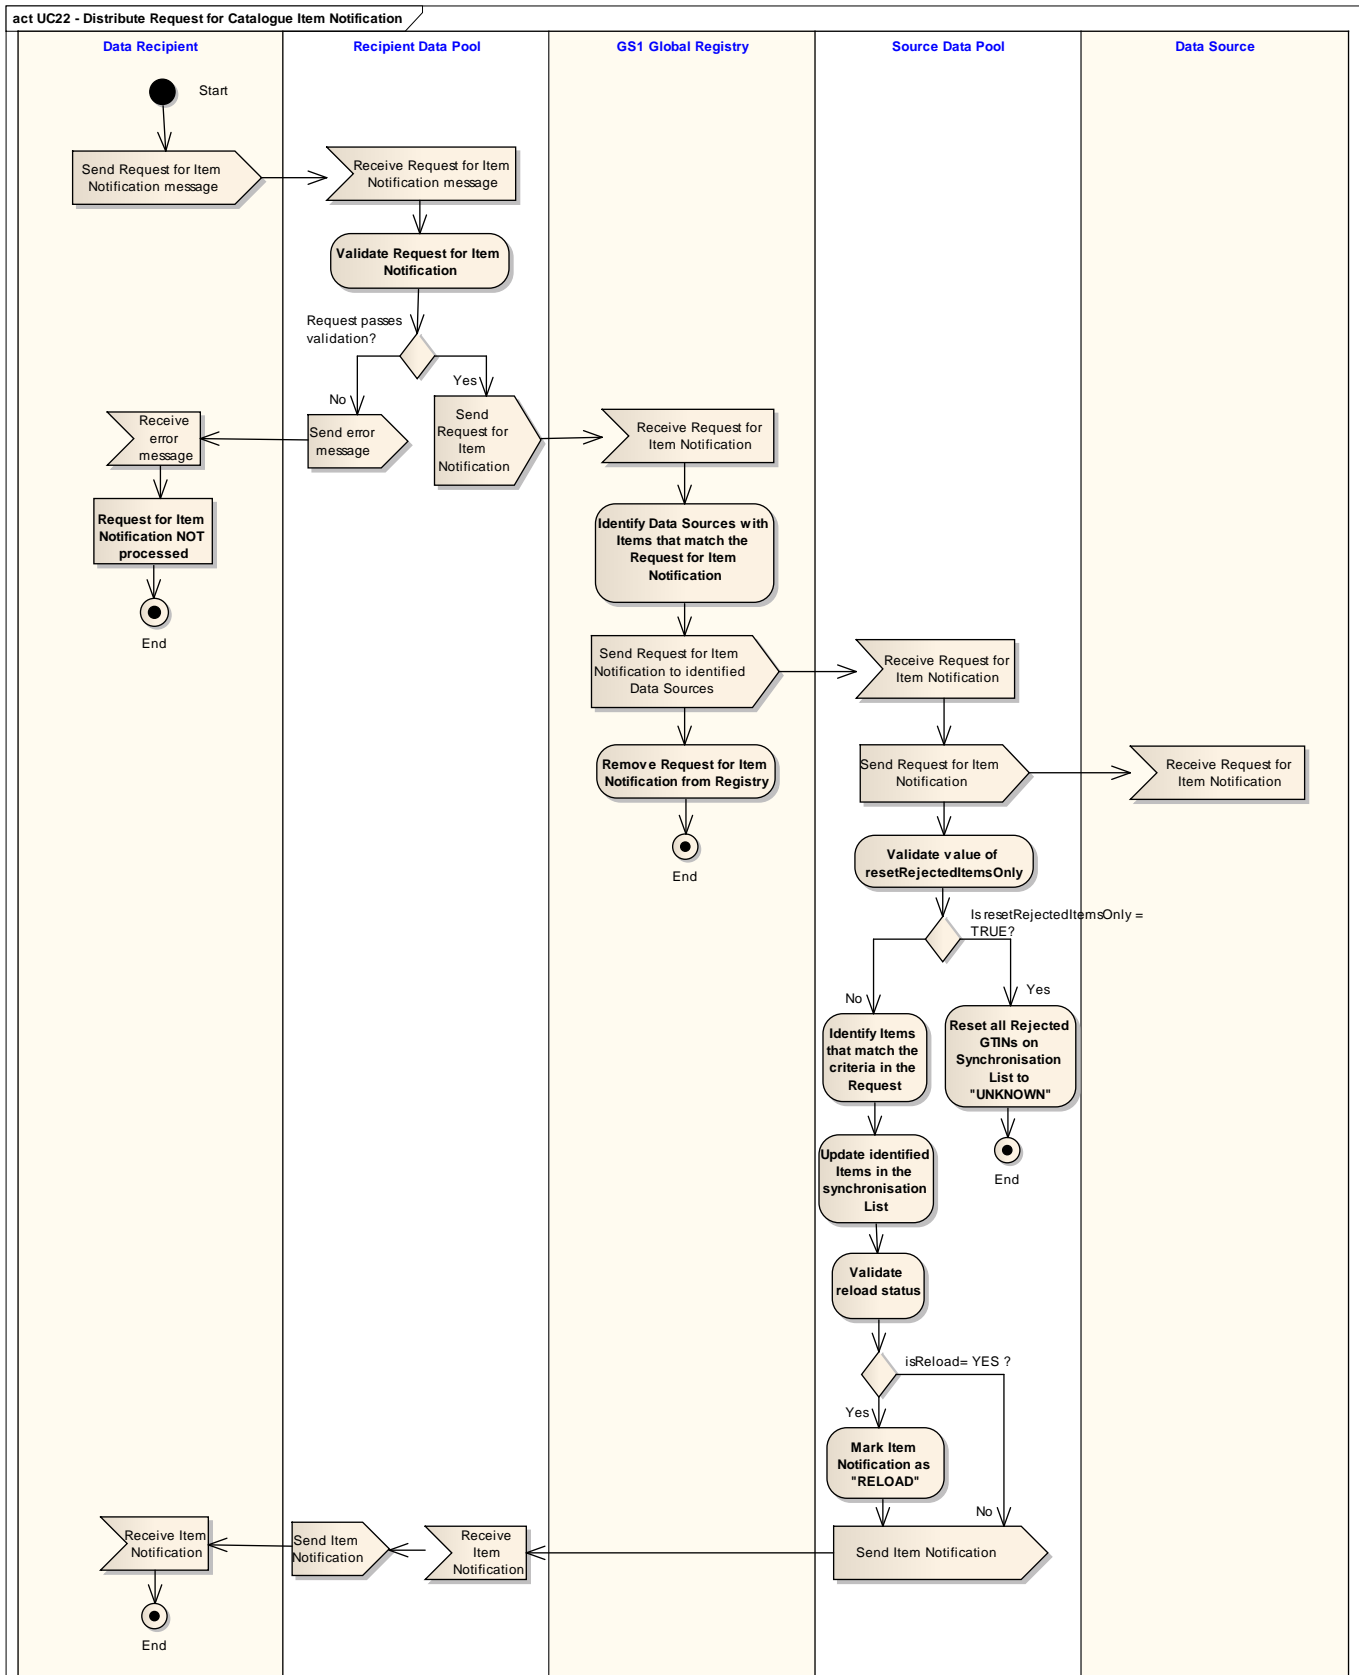 act UC22 - Distribute Request for Catalogue Item Notification
Data Recipient
Recipient Data Pool
GS1 Global Registry
Source Data Pool
Data Source
Start
Send Request for Item
Notification message
Receive Request for Item
Notification message
Validate Request for Item
Notification
Request passes
validation?
No
Yes
Receive
error
message
Send error
message
Send
Request for
Item
Notification
Receive Request for
Item Notification
Request for Item
Notification NOT
processed
End
Identify Data Sources with
Items that match the
Request for Item
Notification
Send Request for Item
Notification to identified
Data Sources
Receive Request for
Item Notification
Remove Request for Item
Notification from Registry
End
Send Request for Item
Notification
Receive Request for
Item Notification
Validate value of
resetRejectedItemsOnly
Is resetRejectedItemsOnly =
TRUE?
No
Yes
Identify Items
that match the
criteria in the
Request
Reset all Rejected
GTINs on
Synchronisation
List to
"UNKNOWN"
End
Update identified
Items in the
synchronisation
List
Validate
reload status
isReload= YES ?
Yes
Mark Item
Notification as
"RELOAD"
No
Receive Item
Notification
Send Item
Notification
Receive
Item
Notification
Send Item Notification
End